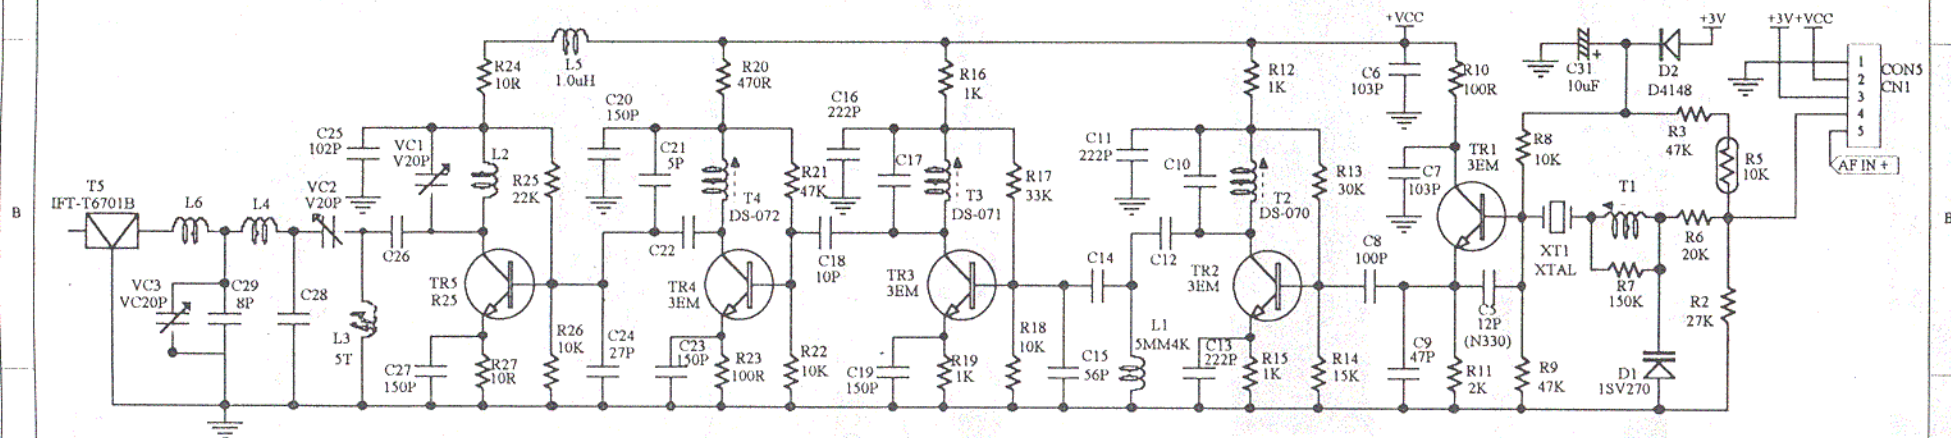 +VCC
+3V
+3V+VCC
R24
10R
L5
1.0uH
R20
470R
R16
1K
R12
1K
C6
103P
R10
100R
C31
10uF
+
D2
D4148
1
2
3
4
5
CON5
CN1
AF IN +
C25
102P
VC1
V20P
L2
R25
22K
C20
150P
C21
5P
T4
DS-072
R21
47K
C16
222P
C17
T3
DS-071
R17
33K
C11
222P
C10
T2
DS-070
R13
30K
C7
103P
TR1
3EM
R8
10K
R3
47K
R5
10K
T5
IFT-T6701B
L6
L4
VC2
V20P
C26
C22
C18
10P
C14
C12
C8
100P
XT1
XTAL
T1
R6
20K
R7
150K
R2
27K
VC3
VC20P
C29
8P
C28
L3
5T
TR5
R25
TR4
3EM
TR3
3EM
TR2
3EM
C5
12P
(N330)
C27
150P
R27
10R
R26
10K
C24
27P
C23
150P
R23
100R
R22
10K
C19
150P
R19
1K
R18
10K
C15
56P
L1
5MM4K
C13
222P
R15
1K
R14
15K
C9
47P
R11
2K
R9
47K
D1
1SV270
B
B